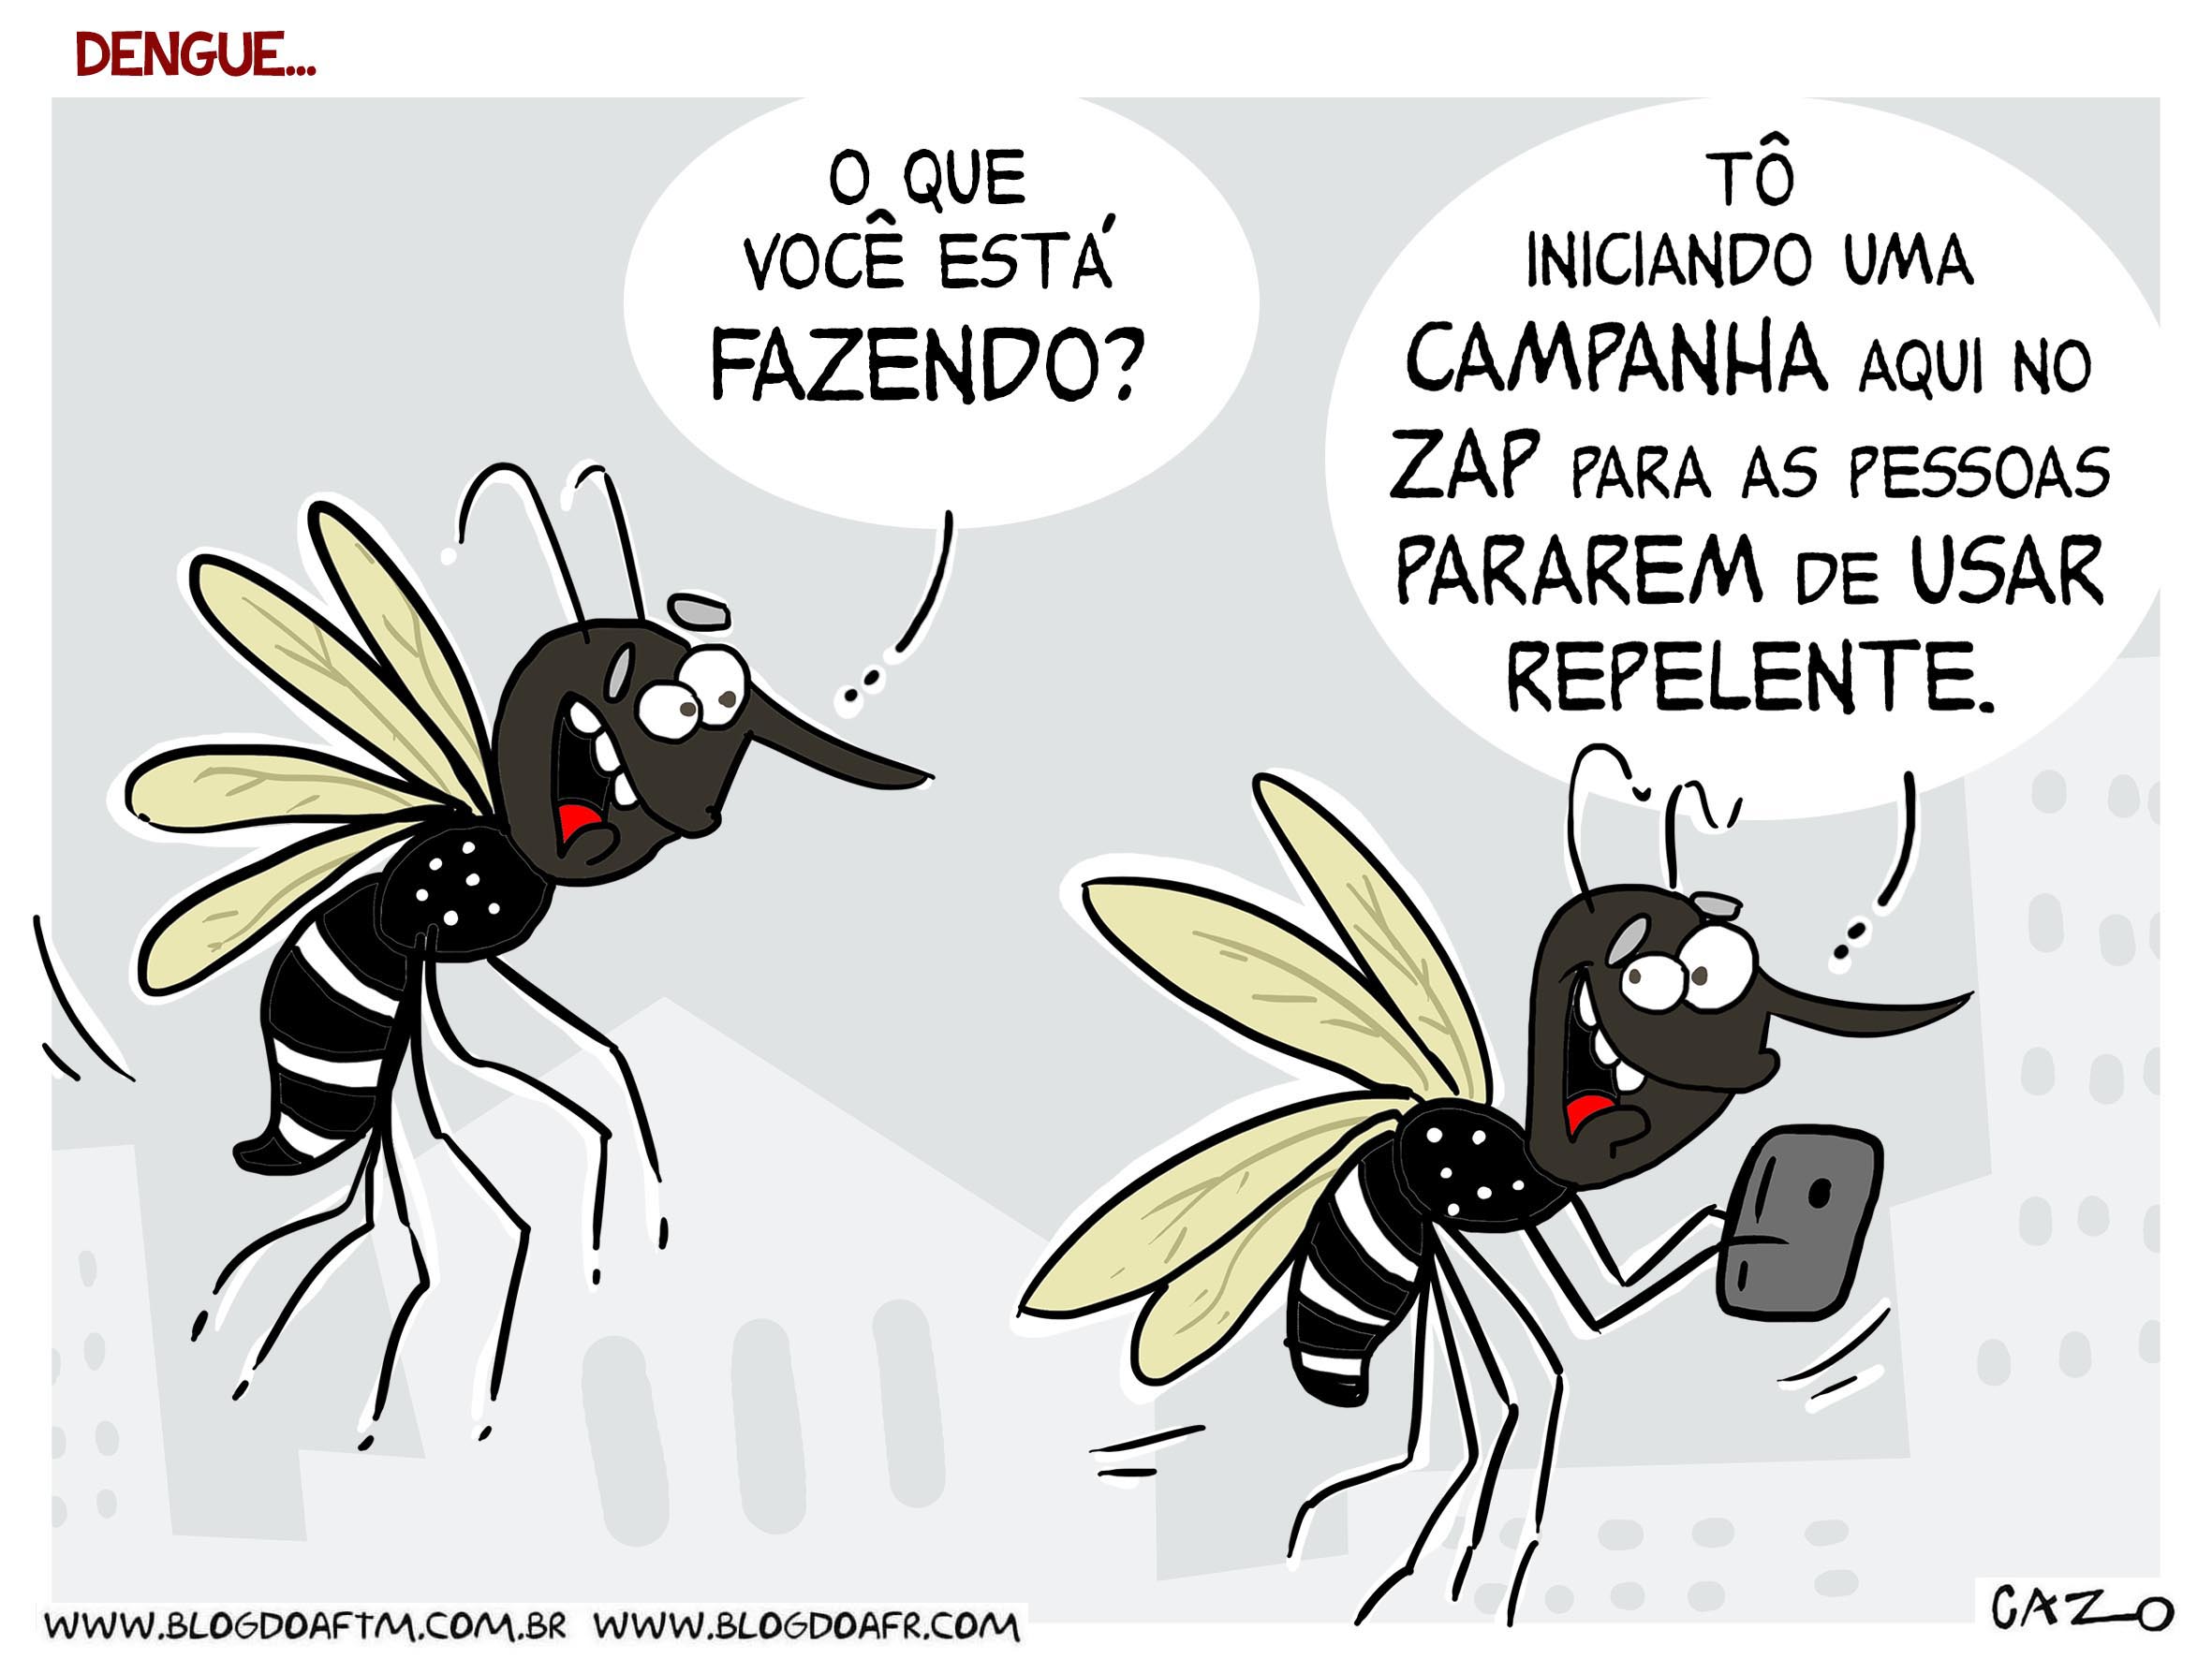 DENGUE...
O QUE
VOCÊ ESTÁ
FAZENDO?
TÔ
INICIANDO UMA
CAMPANHA AQUI NO
ZAP PARA AS PESSOAS
PARAREM DE USAR
REPELENTE.
WWW.BLOGDOAFTM.COM.BR WWW.BLOGDOAFR.COM
CAZO